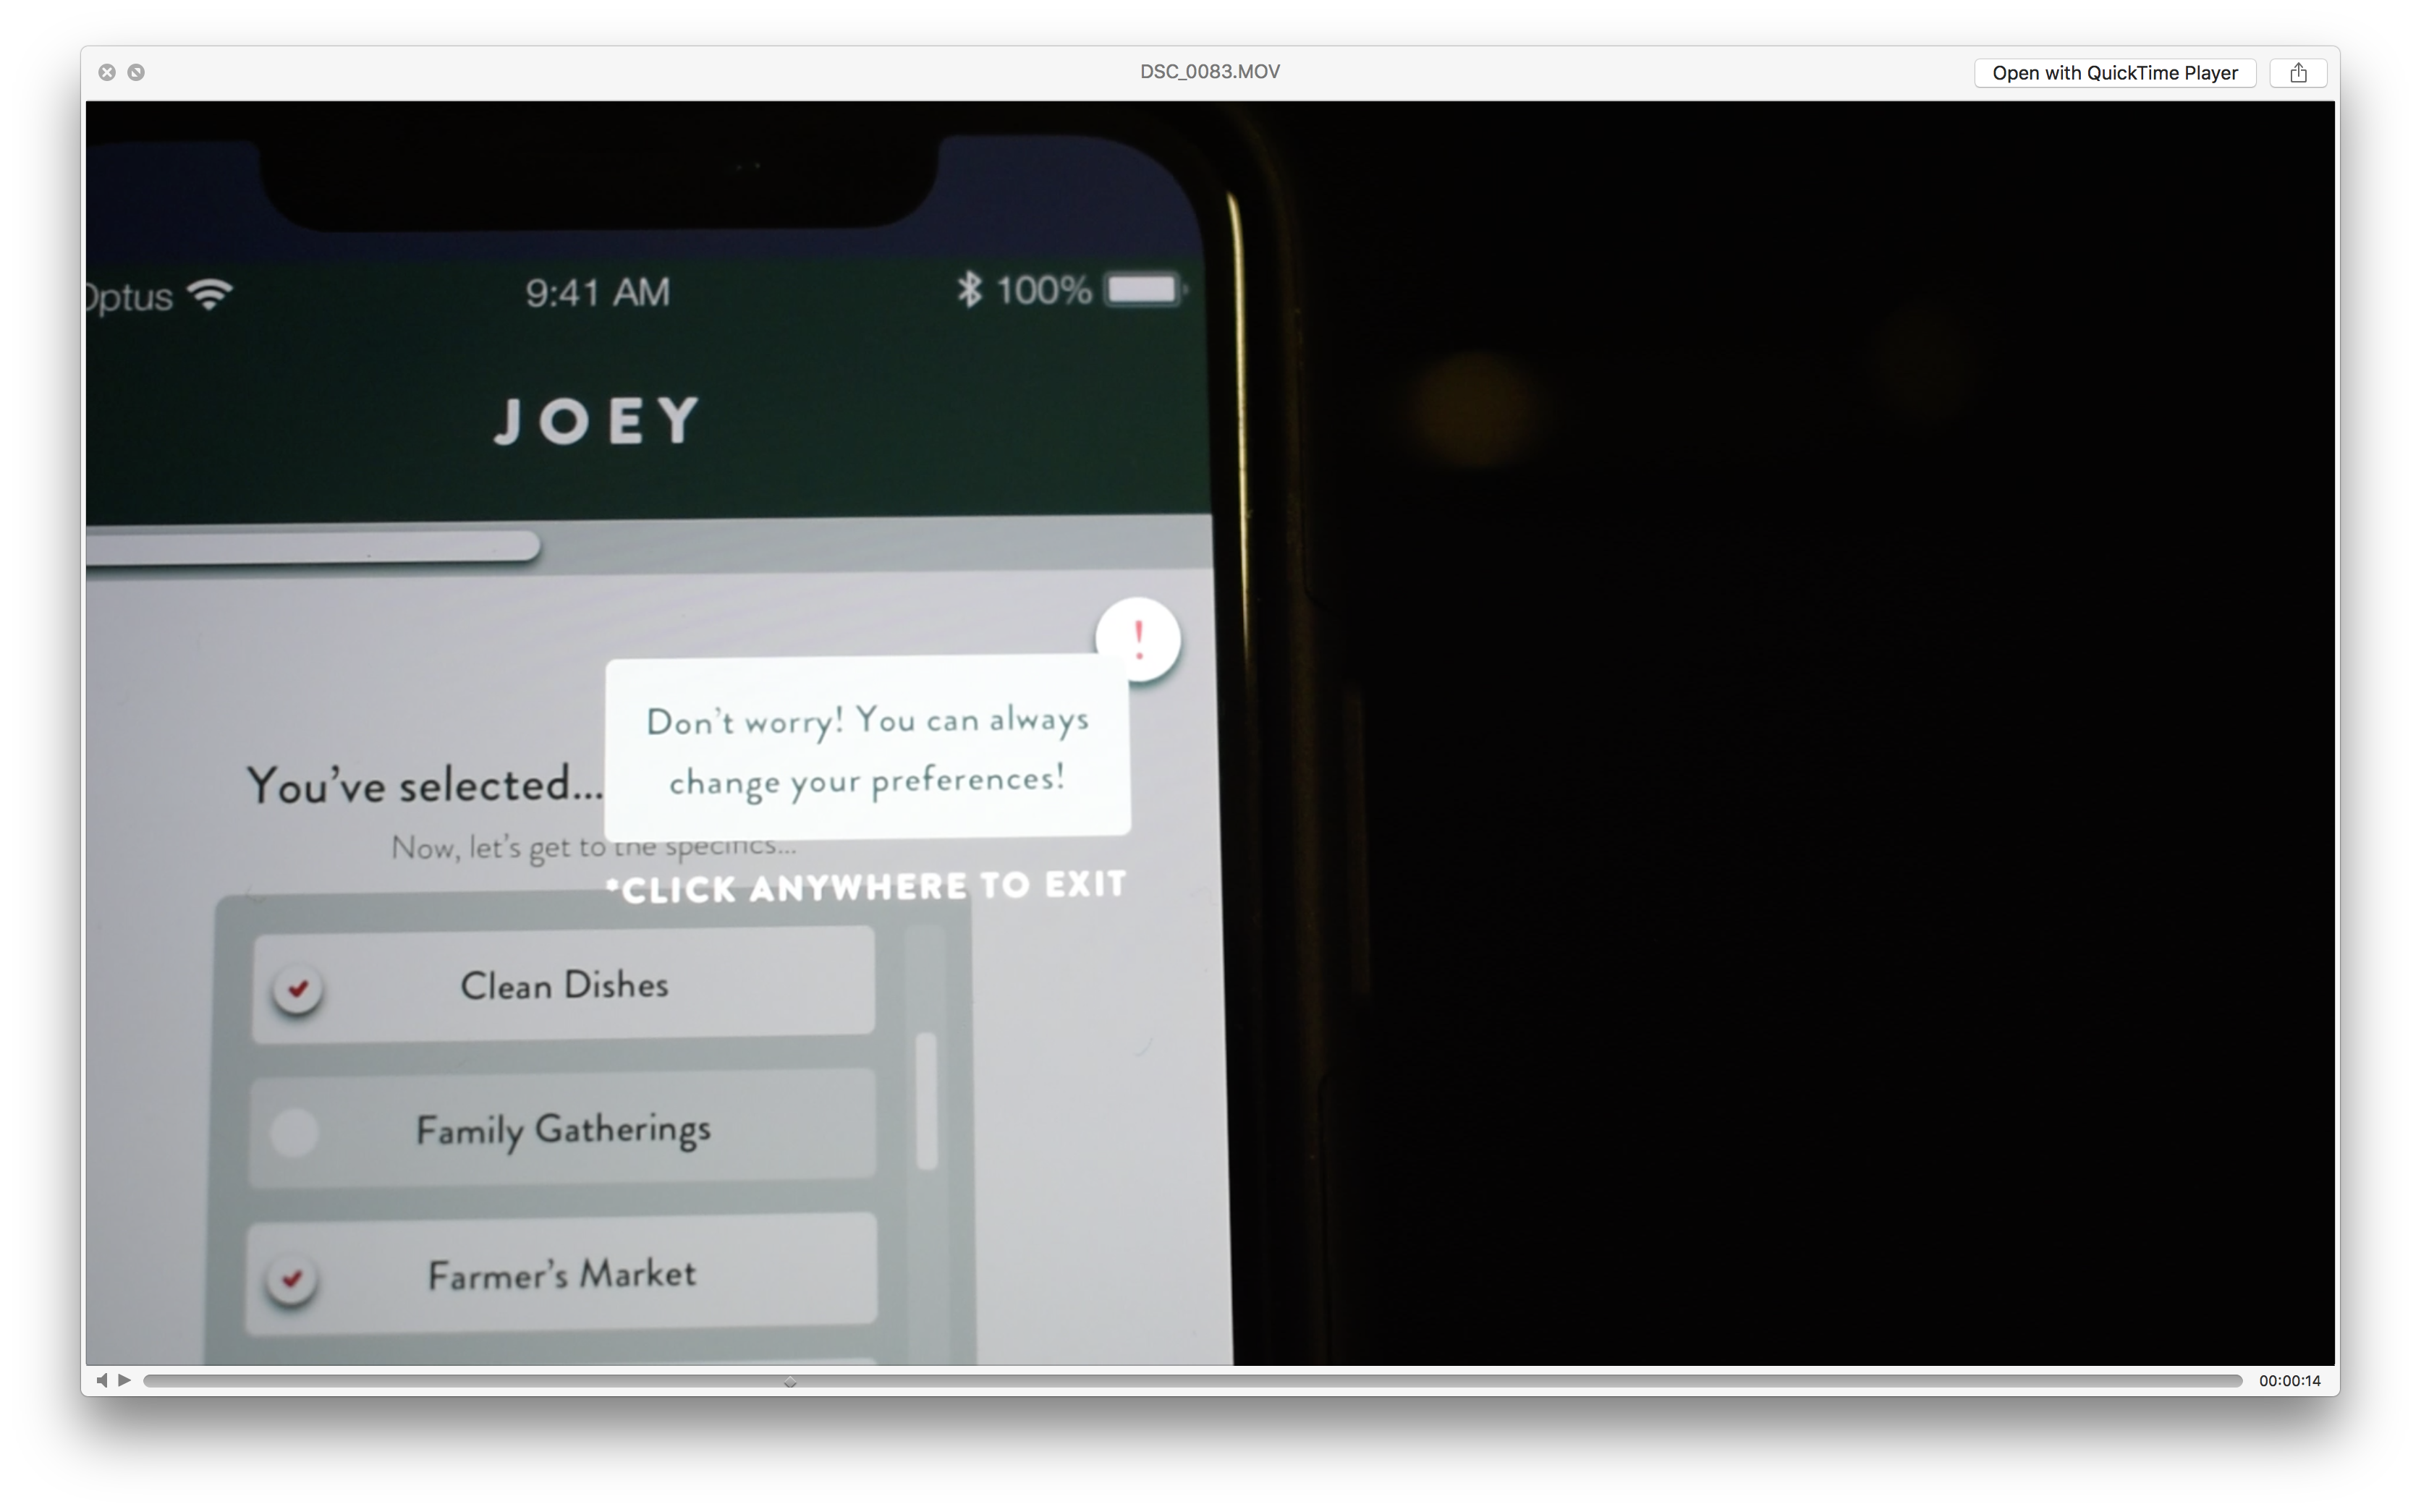 DSC_0083.MOV
Open with QuickTime Player
9:41 AM
100%
JOEY
!
Don't worry! You can always
change your preferences!
You've selected...
Now, let's get to the specifics...
*CLICK ANYWHERE TO EXIT
Clean Dishes
Family Gatherings
Farmer's Market
00:00:14